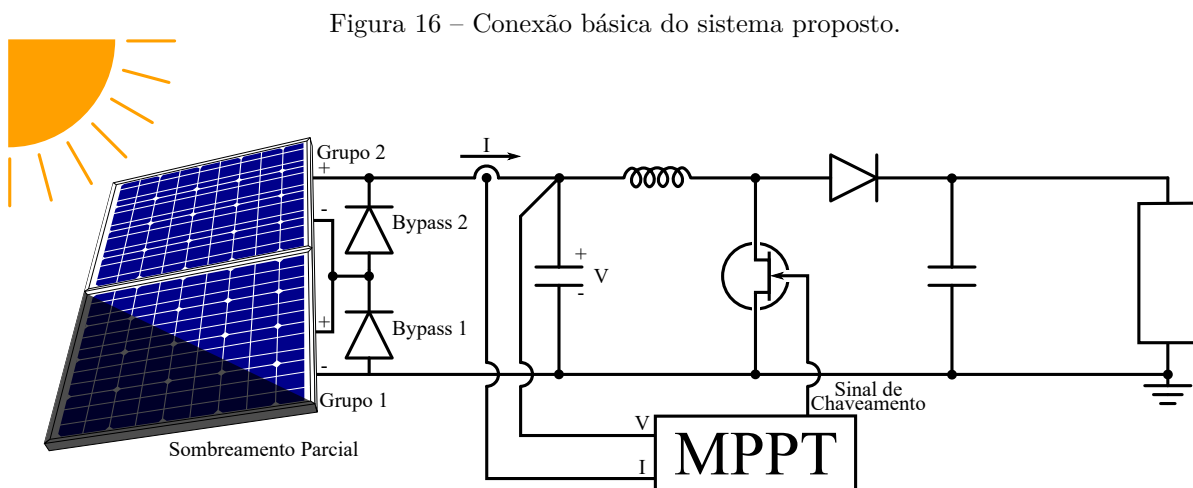 Figura 16 – Conexão básica do sistema proposto.
Grupo 2
+
I
-
Bypass 2
+
V
-
+
Bypass 1
-
Grupo 1
Sombreamento Parcial
Sinal de
Chaveamento
V
I
MPPT